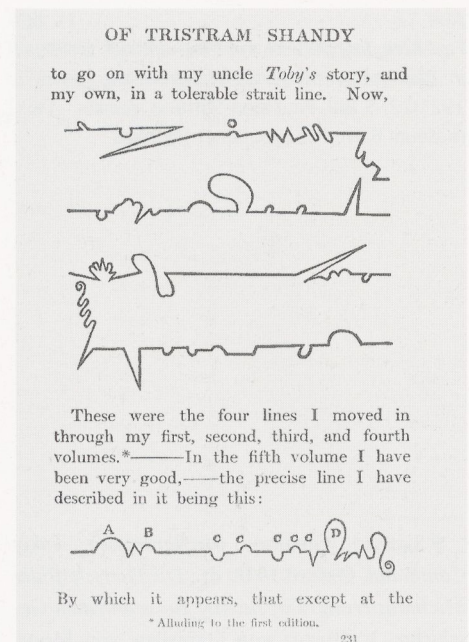 OF TRISTRAM SHANDY
to go on with my uncle Toby's story, and
my own, in a tolerable strait line. Now,
These were the four lines I moved in
through my first, second, third, and fourth
volumes.*———In the fifth volume I have
been very good,——the precise line I have
described in it being this:
A B c c c c c D
By which it appears, that except at the
* Alluding to the first edition.
231